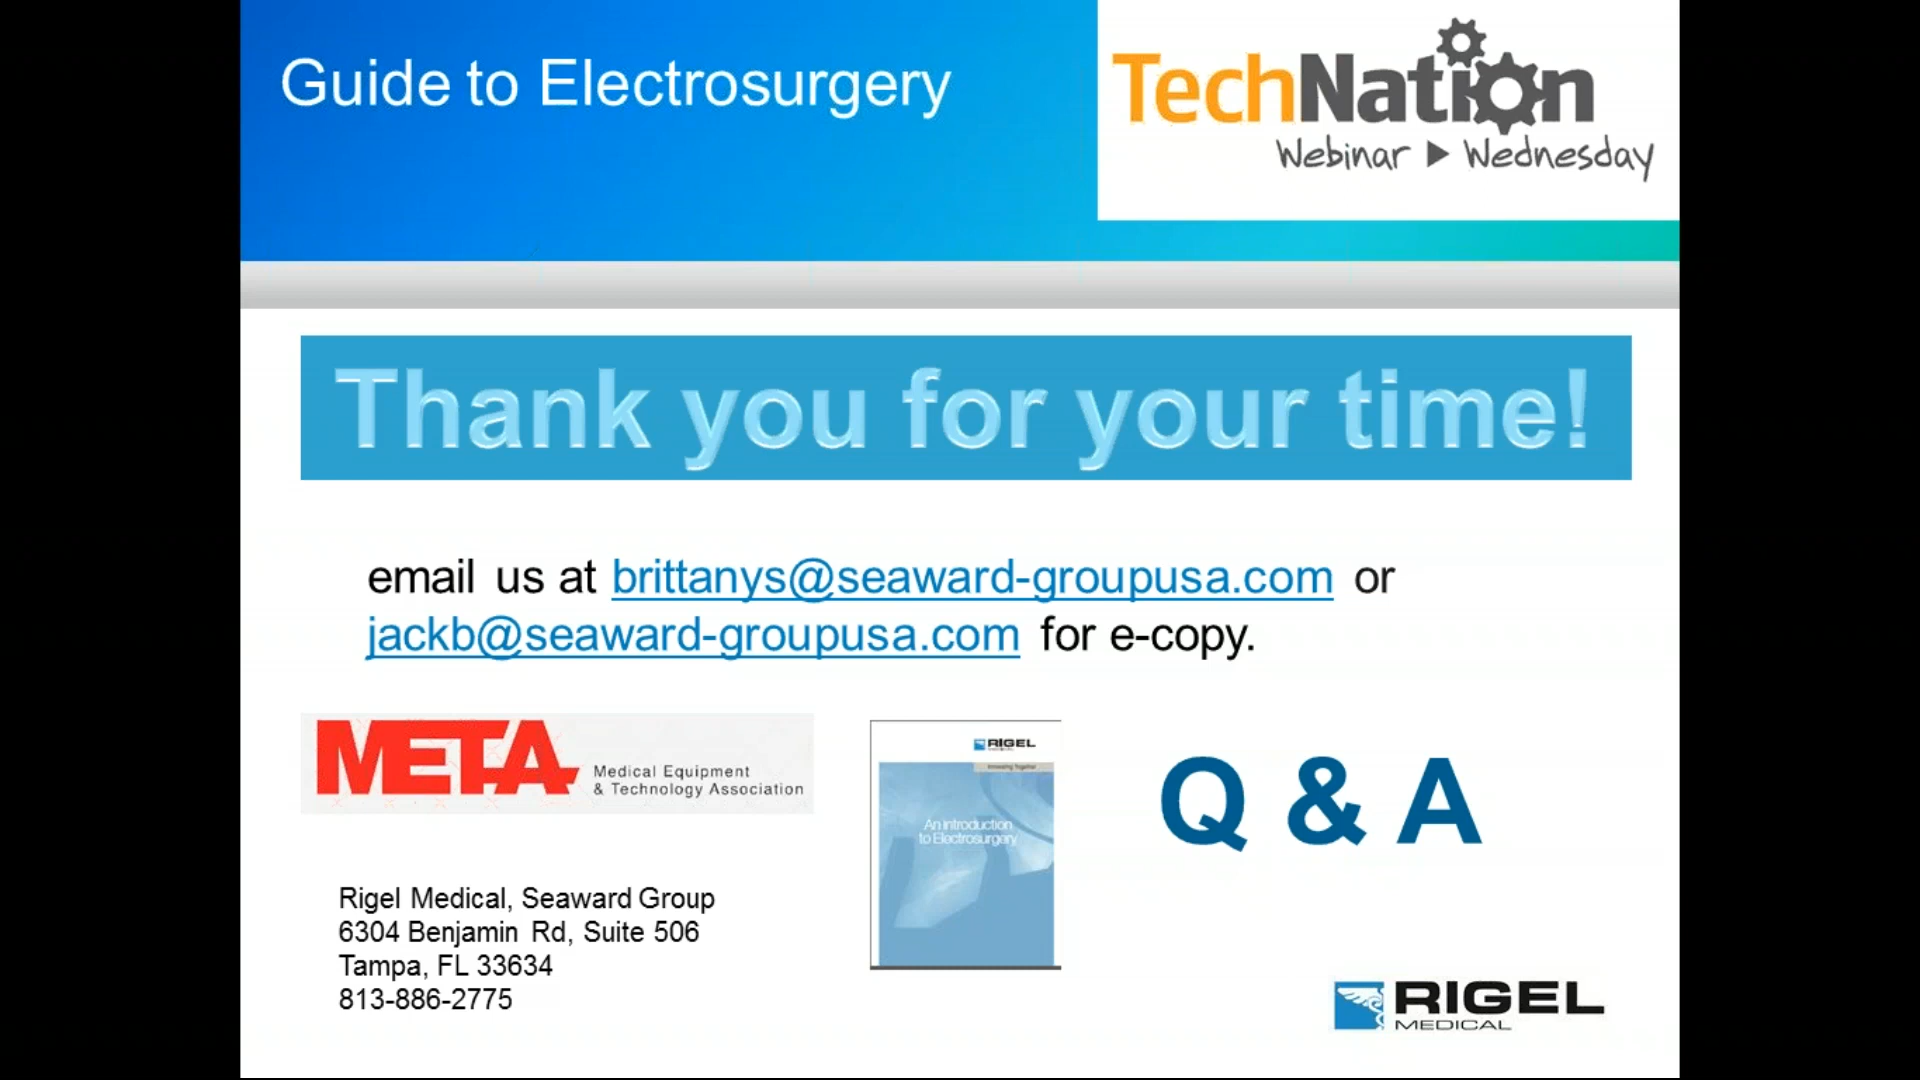 Guide to Electrosurgery
TechNation
Webinar Wednesday
Thank you for your time!
email us at brittanys@seaward-groupusa.com or
jackb@seaward-groupusa.com for e-copy.
META
Medical Equipment
& Technology Association
RIGEL
An introduction
to Electrosurgery
Q & A
Rigel Medical, Seaward Group
6304 Benjamin Rd, Suite 506
Tampa, FL 33634
813-886-2775
RIGEL
MEDICAL